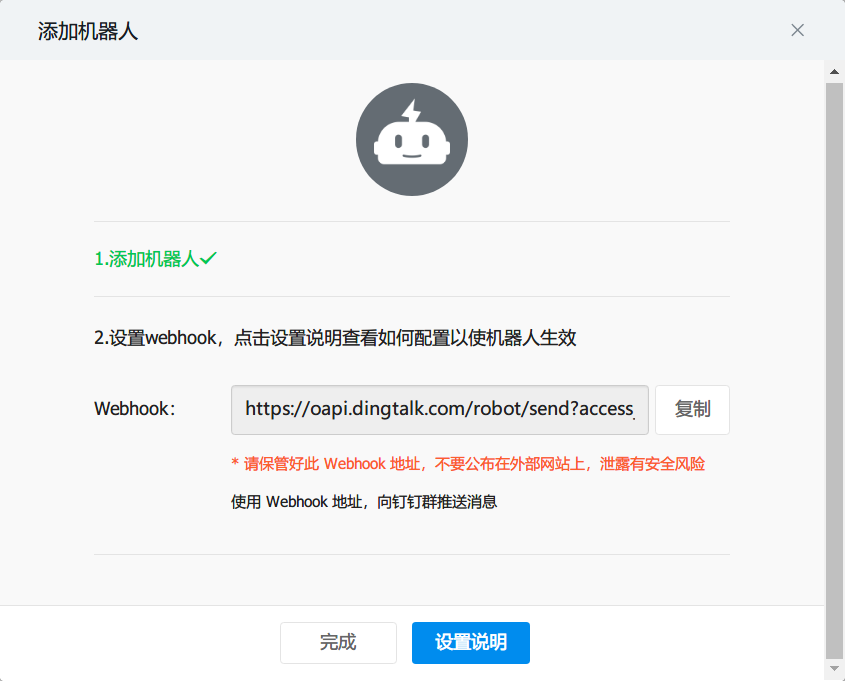 添加机器人
1.添加机器人
2.设置webhook，点击设置说明查看如何配置以使机器人生效
Webhook：
https://oapi.dingtalk.com/robot/send?access_
复制
* 请保管好此 Webhook 地址，不要公布在外部网站上，泄露有安全风险
使用 Webhook 地址，向钉钉群推送消息
完成
设置说明